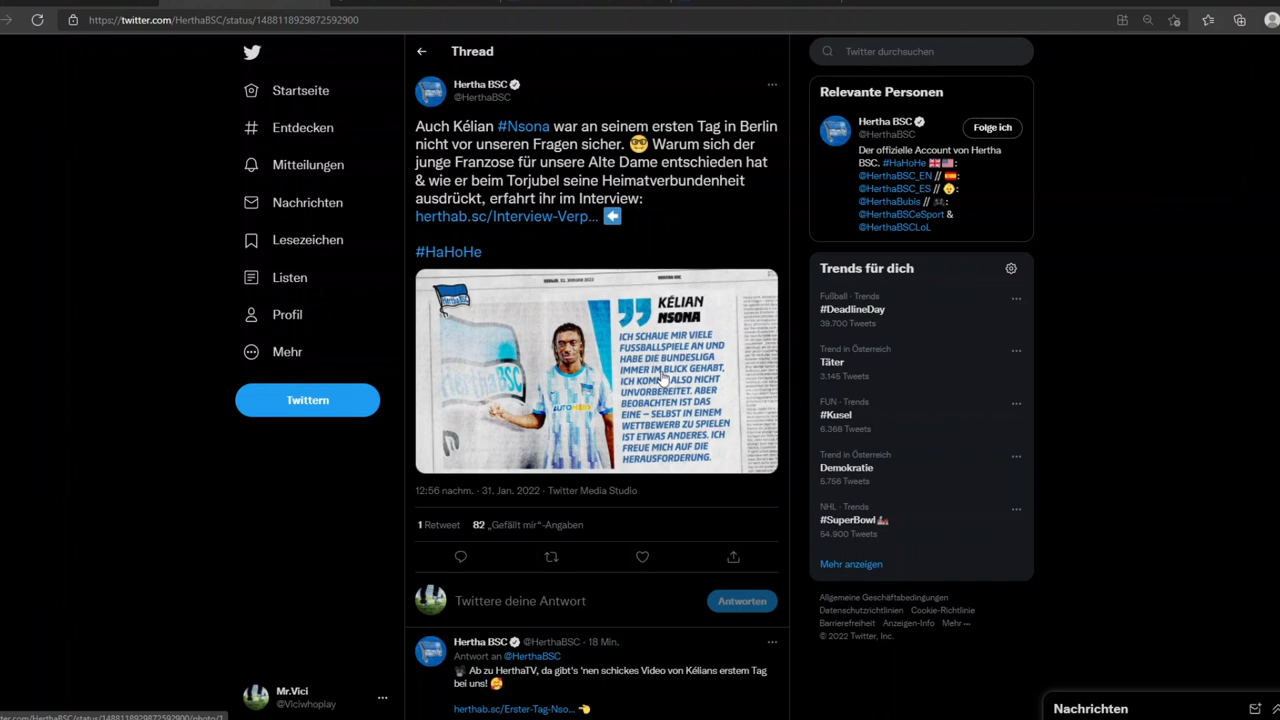 https://twitter.com/HerthaBSC/status/1488118929872592900
Startseite
Entdecken
Mitteilungen
Nachrichten
Lesezeichen
Listen
Profil
Mehr
Twittern
Mr.Vici
@Viciwhoplay
Thread
Hertha BSC
@HerthaBSC
Auch Kélian #Nsona war an seinem ersten Tag in Berlin
nicht vor unseren Fragen sicher. 🤓 Warum sich der
junge Franzose für unsere Alte Dame entschieden hat
& wie er beim Torjubel seine Heimatverbundenheit
ausdrückt, erfahrt ihr im Interview:
herthab.sc/Interview-Verp... ⬅️
#HaHoHe
KÉLIAN
NSONA
ICH SCHAUE MIR VIELE
FUSSBALLSPIELE AN UND
HABE DIE BUNDESLIGA
IMMER IM BLICK GEHABT,
ICH KOMME ALSO NICHT
UNVORBEREITET. ABER
BEOBACHTEN IST DAS
EINE – SELBST IN EINEM
WETTBEWERB ZU SPIELEN
IST ETWAS ANDERES. ICH
FREUE MICH AUF DIE
HERAUSFORDERUNG.
12:56 nachm. · 31. Jan. 2022 · Twitter Media Studio
1 Retweet 82 „Gefällt mir“-Angaben
Twittere deine Antwort
Antworten
Hertha BSC @HerthaBSC · 18 Min.
Antwort an @HerthaBSC
Ab zu HerthaTV, da gibt's 'nen schickes Video von Kélians erstem Tag
bei uns! 🥰
herthab.sc/Erster-Tag-Nso... 👈
Twitter durchsuchen
Relevante Personen
Hertha BSC
@HerthaBSC
Folge ich
Der offizielle Account von Hertha
BSC. #HaHoHe 🇬🇧🇺🇸:
@HerthaBSC_EN // 🇪🇸:
@HerthaBSC_ES // 👶:
@HerthaBubis // 🎮:
@HerthaBSCeSport &
@HerthaBSCLoL
Trends für dich
Fußball · Trends
#DeadlineDay
39.700 Tweets
Trend in Österreich
Täter
3.145 Tweets
FUN · Trends
#Kusel
6.368 Tweets
Trend in Österreich
Demokratie
5.756 Tweets
NHL · Trends
#SuperBowl
54.900 Tweets
Mehr anzeigen
Allgemeine Geschäftsbedingungen
Datenschutzrichtlinien Cookie-Richtlinie
Barrierefreiheit Anzeigen-Info Mehr ···
© 2022 Twitter, Inc.
Nachrichten